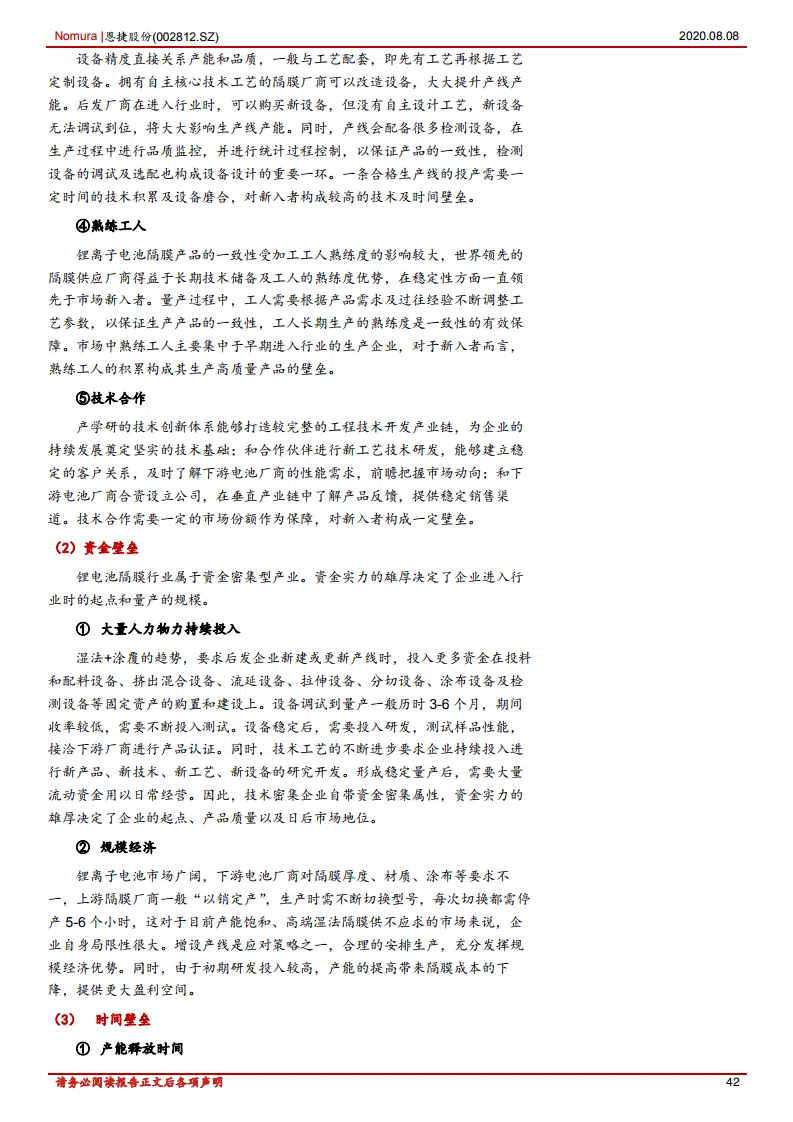 Nomura |恩捷股份(002812.SZ) 2020.08.08
设备精度直接关系产能和品质，一般与工艺配套，即先有工艺再根据工艺
定制设备。拥有自主核心技术工艺的隔膜厂商可以改造设备，大大提升产线产
能。后发厂商在进入行业时，可以购买新设备，但没有自主设计工艺，新设备
无法调试到位，将大大影响生产线产能。同时，产线会配备很多检测设备，在
生产过程中进行品质监控，并进行统计过程控制，以保证产品的一致性，检测
设备的调试及选配也构成设备设计的重要一环。一条合格生产线的投产需要一
定时间的技术积累及设备磨合，对新入者构成较高的技术及时间壁垒。
④熟练工人
锂离子电池隔膜产品的一致性受加工工人熟练度的影响较大，世界领先的
隔膜供应厂商得益于长期技术储备及工人的熟练度优势，在稳定性方面一直领
先于市场新入者。量产过程中，工人需要根据产品需求及过往经验不断调整工
艺参数，以保证生产产品的一致性，工人长期生产的熟练度是一致性的有效保
障。市场中熟练工人主要集中于早期进入行业的生产企业，对于新入者而言，
熟练工人的积累构成其生产高质量产品的壁垒。
⑤技术合作
产学研的技术创新体系能够打造较完整的工程技术开发产业链，为企业的
持续发展奠定坚实的技术基础；和合作伙伴进行新工艺技术研发，能够建立稳
定的客户关系，及时了解下游电池厂商的性能需求，前瞻把握市场动向；和下
游电池厂商合资设立公司，在垂直产业链中了解产品反馈，提供稳定销售渠
道。技术合作需要一定的市场份额作为保障，对新入者构成一定壁垒。
（2）资金壁垒
锂电池隔膜行业属于资金密集型产业。资金实力的雄厚决定了企业进入行
业时的起点和量产的规模。
① 大量人力物力持续投入
湿法+涂覆的趋势，要求后发企业新建或更新产线时，投入更多资金在投料
和配料设备、挤出混合设备、流延设备、拉伸设备、分切设备、涂布设备及检
测设备等固定资产的购置和建设上。设备调试到量产一般历时 3-6 个月，期间
收率较低，需要不断投入测试。设备稳定后，需要投入研发，测试样品性能，
接洽下游厂商进行产品认证。同时，技术工艺的不断进步要求企业持续投入进
行新产品、新技术、新工艺、新设备的研究开发。形成稳定量产后，需要大量
流动资金用以日常经营。因此，技术密集企业自带资金密集属性，资金实力的
雄厚决定了企业的起点、产品质量以及日后市场地位。
② 规模经济
锂离子电池市场广阔，下游电池厂商对隔膜厚度、材质、涂布等要求不
一，上游隔膜厂商一般“以销定产”，生产时需不断切换型号，每次切换都需停
产 5-6 个小时，这对于目前产能饱和、高端湿法隔膜供不应求的市场来说，企
业自身局限性很大。增设产线是应对策略之一，合理的安排生产，充分发挥规
模经济优势。同时，由于初期研发投入较高，产能的提高带来隔膜成本的下
降，提供更大盈利空间。
（3） 时间壁垒
① 产能释放时间
请务必阅读报告正文后各项声明 42